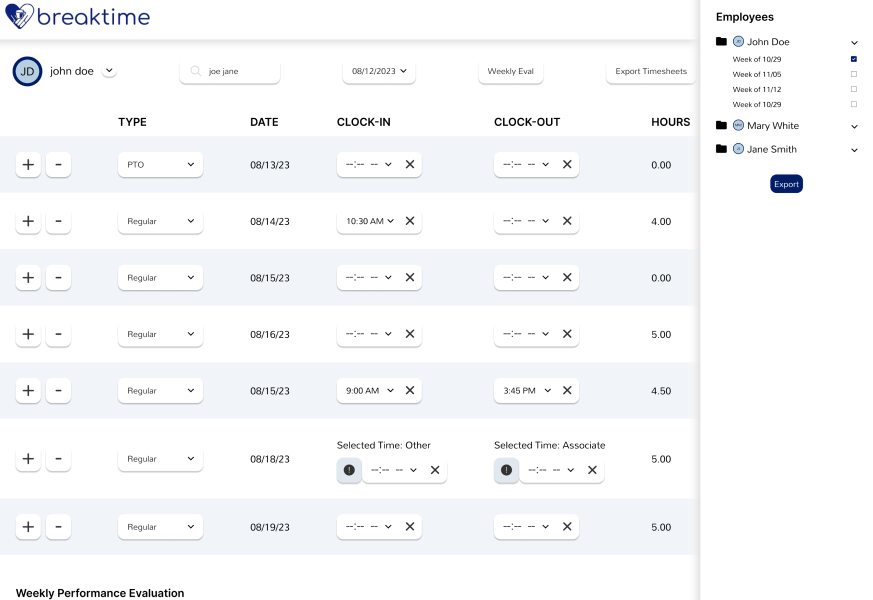 breaktime
JD john doe
joe jane
08/12/2023
Weekly Eval
Export Timesheets
TYPE DATE CLOCK-IN CLOCK-OUT HOURS
+ - PTO 08/13/23 --:-- -- --:-- -- 0.00
+ - Regular 08/14/23 10:30 AM --:-- -- 4.00
+ - Regular 08/15/23 --:-- -- --:-- -- 0.00
+ - Regular 08/16/23 --:-- -- --:-- -- 5.00
+ - Regular 08/15/23 9:00 AM 3:45 PM 4.50
Selected Time: Other Selected Time: Associate
+ - Regular 08/18/23 --:-- -- --:-- -- 5.00
+ - Regular 08/19/23 --:-- -- --:-- -- 5.00
Weekly Performance Evaluation
Employees
John Doe
Week of 10/29
Week of 11/05
Week of 11/12
Week of 10/29
Mary White
Jane Smith
Export